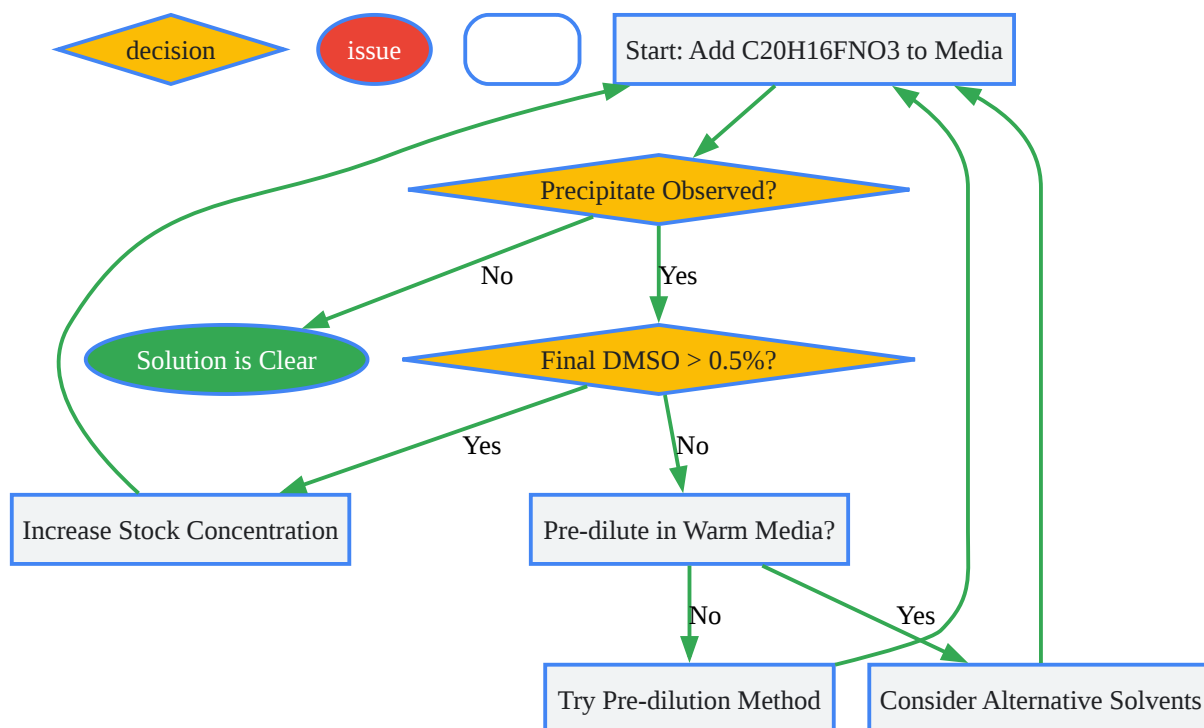 decision
issue
Start: Add C20H16FNO3 to Media
Precipitate Observed?
No
Yes
Solution is Clear
Final DMSO > 0.5%?
Yes
No
Increase Stock Concentration
Pre-dilute in Warm Media?
No
Yes
Try Pre-dilution Method
Consider Alternative Solvents